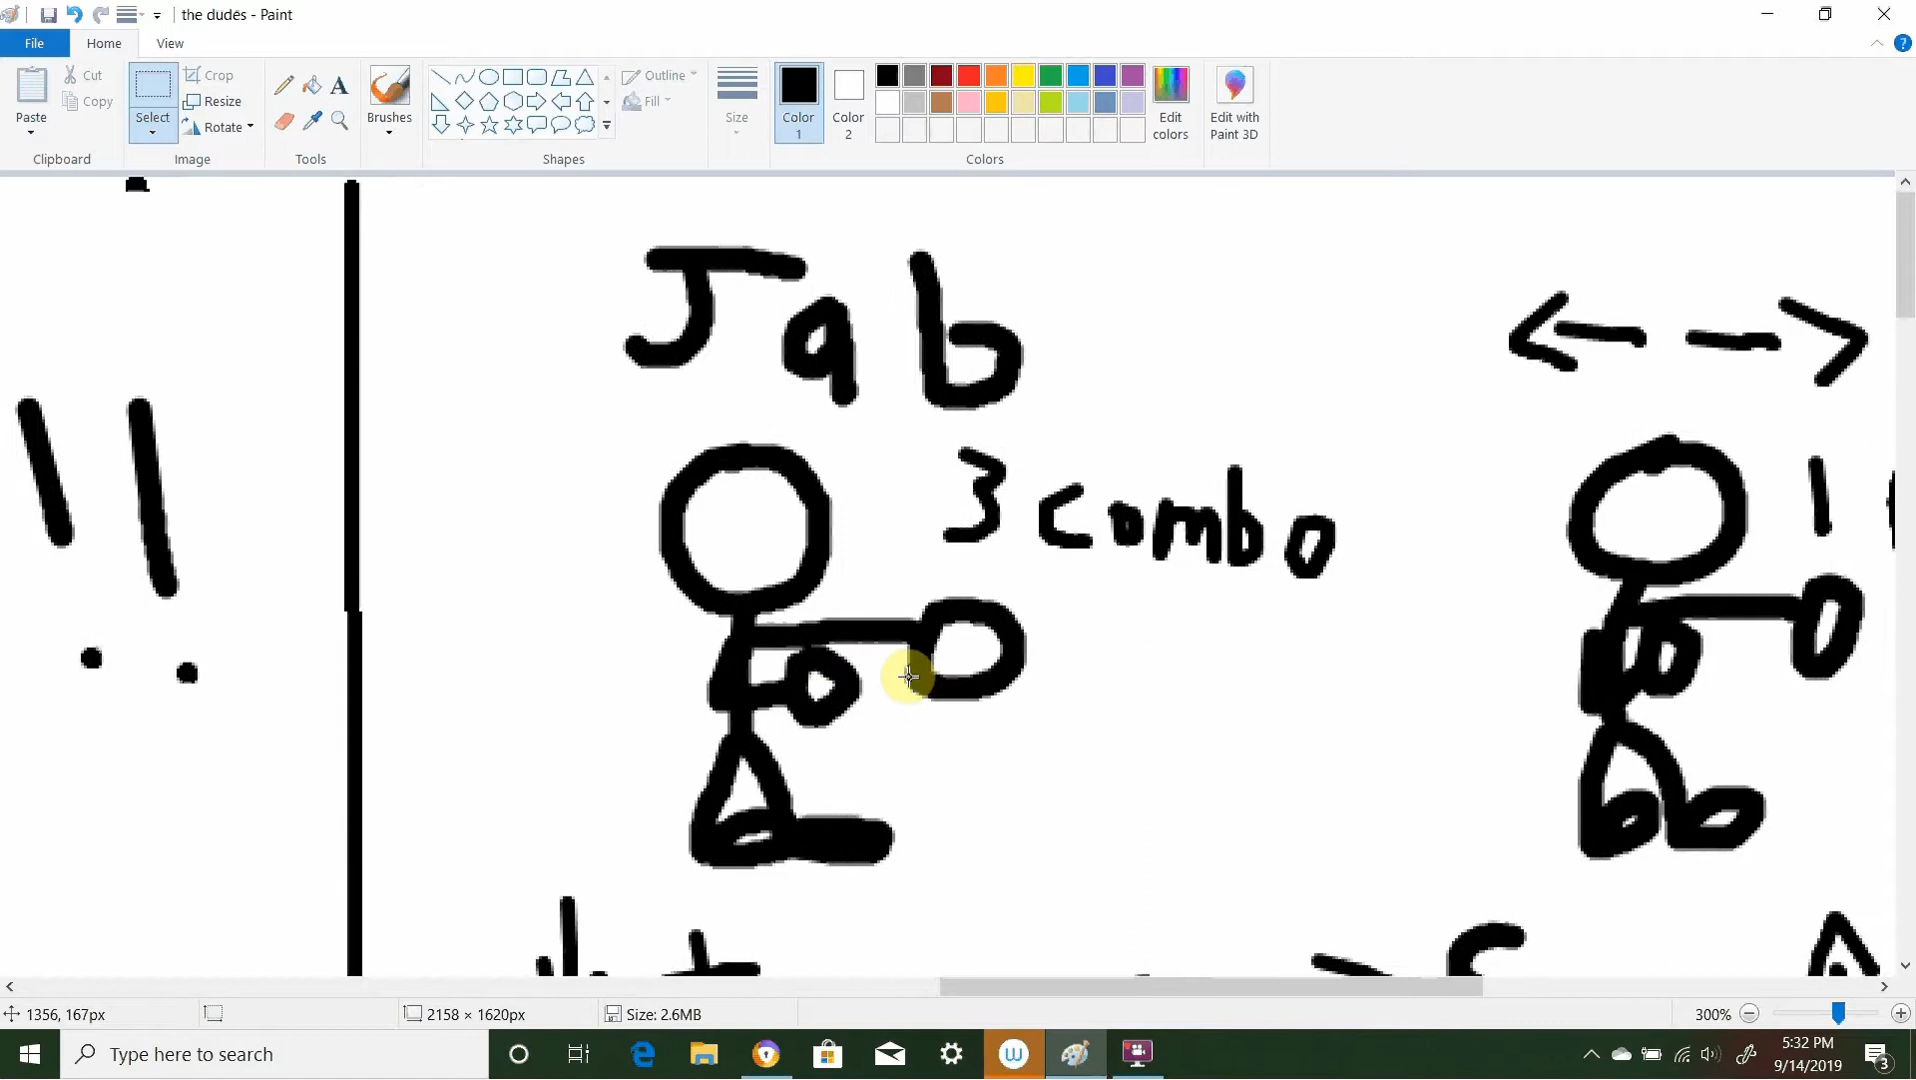 the dudes - Paint
File Home View
Paste
Cut
Copy
Clipboard
Select
Crop
Resize
Rotate
Image
Tools
Brushes
Outline
Fill
Shapes
Size
Color 1
Color 2
Edit colors
Edit with Paint 3D
Colors
Jab
3 combo
!!
1356, 167px
2158 × 1620px
Size: 2.6MB
300%
Type here to search
5:32 PM
9/14/2019
3